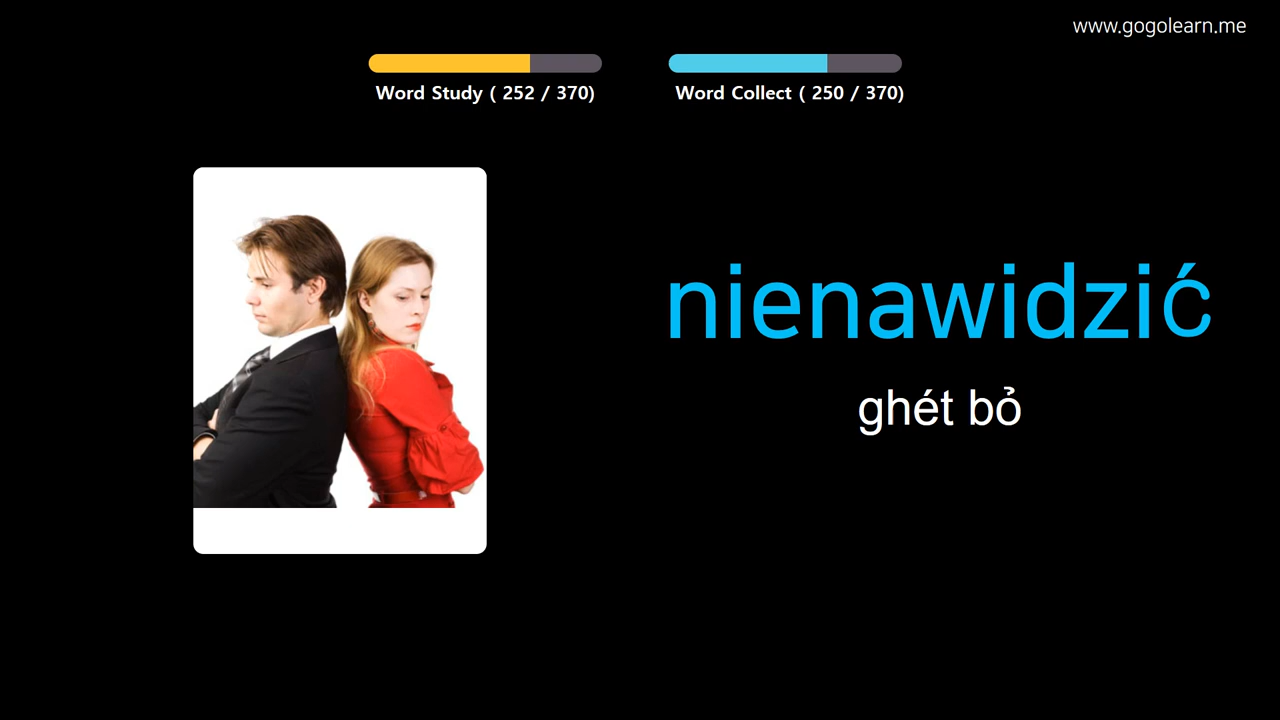 www.gogolearn.me
Word Study ( 252 / 370)
Word Collect ( 250 / 370)
nienawidzić
ghét bỏ